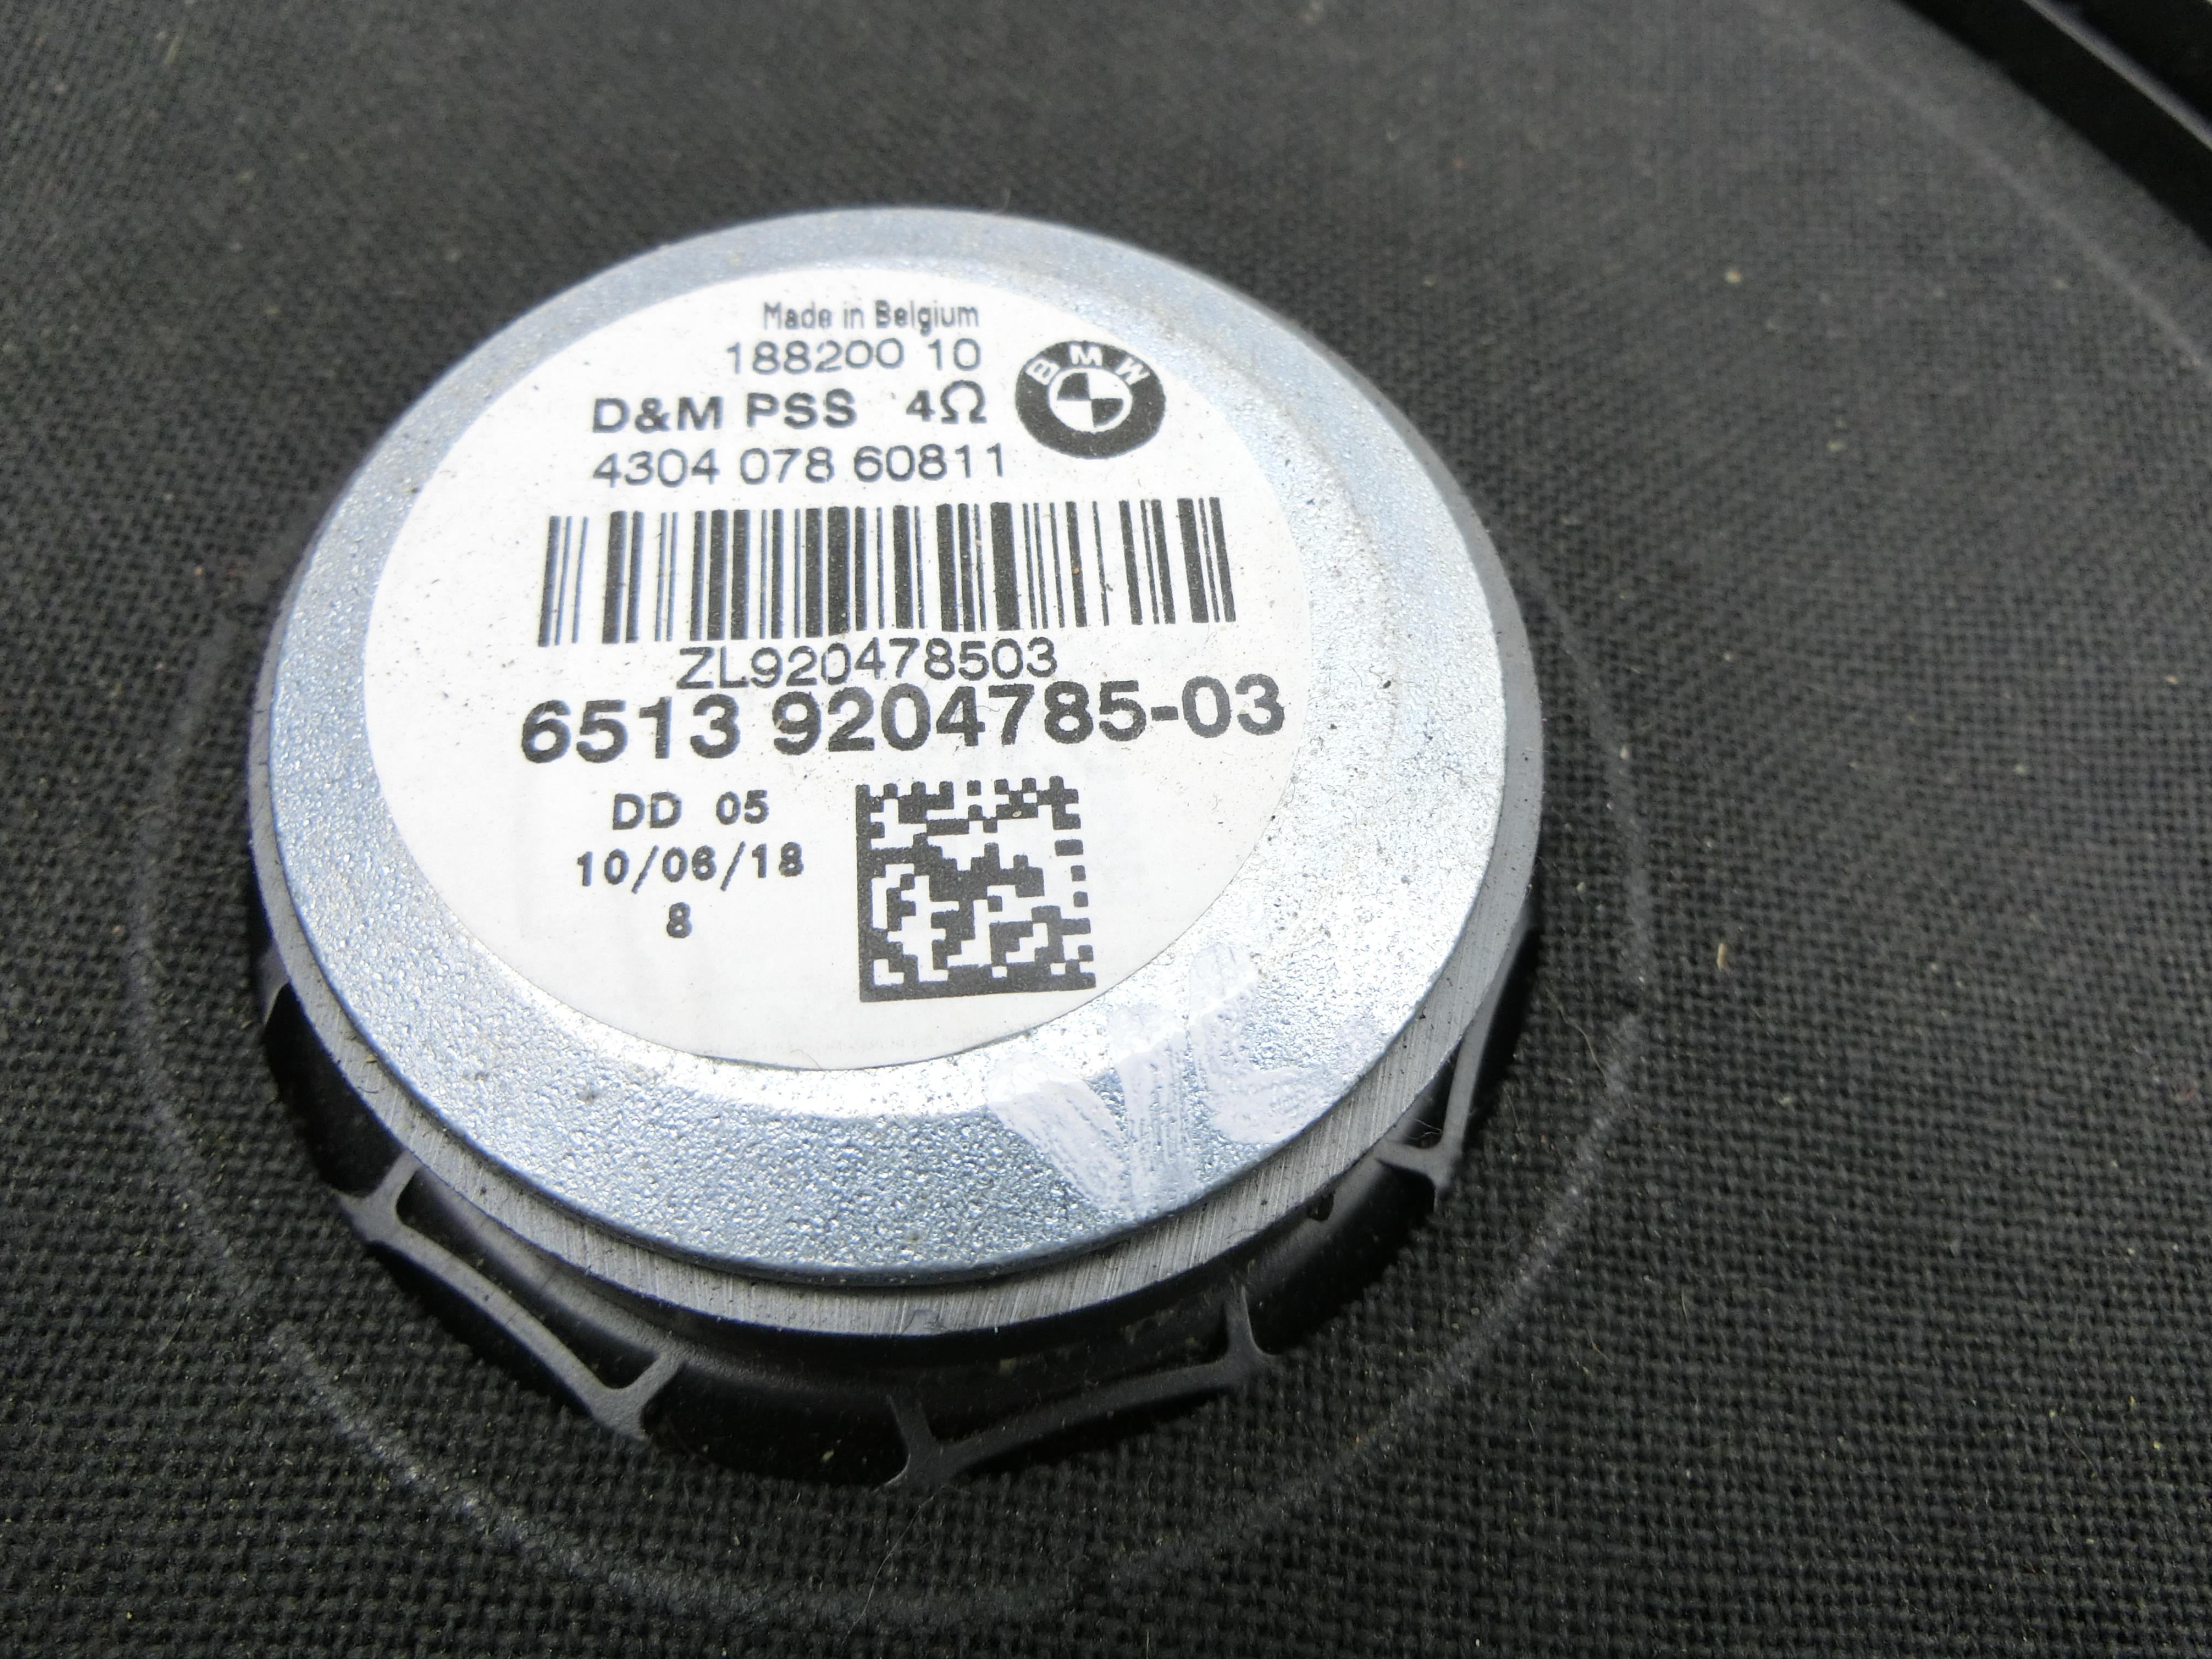 Made in Belgium
188200 10
D&M PSS 4Ω
BMW
4304 078 60811
ZL920478503
6513 9204785-03
DD 05
10/06/18
8